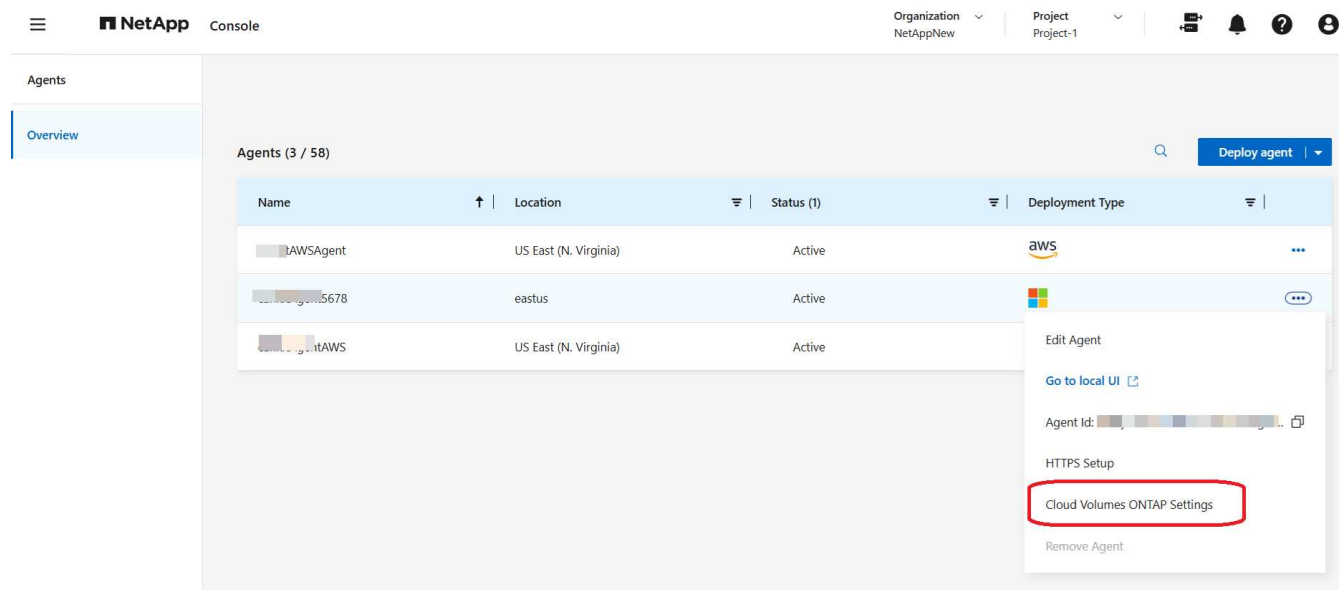 NetApp Console
Organization
NetAppNew
Project
Project-1
Agents
Overview
Agents (3 / 58)
Deploy agent
Name Location Status (1) Deployment Type
tAWSAgent US East (N. Virginia) Active aws
5678 eastus Active
ntAWS US East (N. Virginia) Active
Edit Agent
Go to local UI
Agent Id:
HTTPS Setup
Cloud Volumes ONTAP Settings
Remove Agent